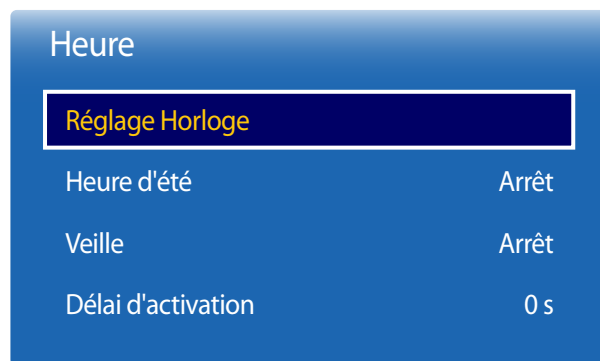 Heure
Réglage Horloge
Heure d'été Arrêt
Veille Arrêt
Délai d'activation 0 s